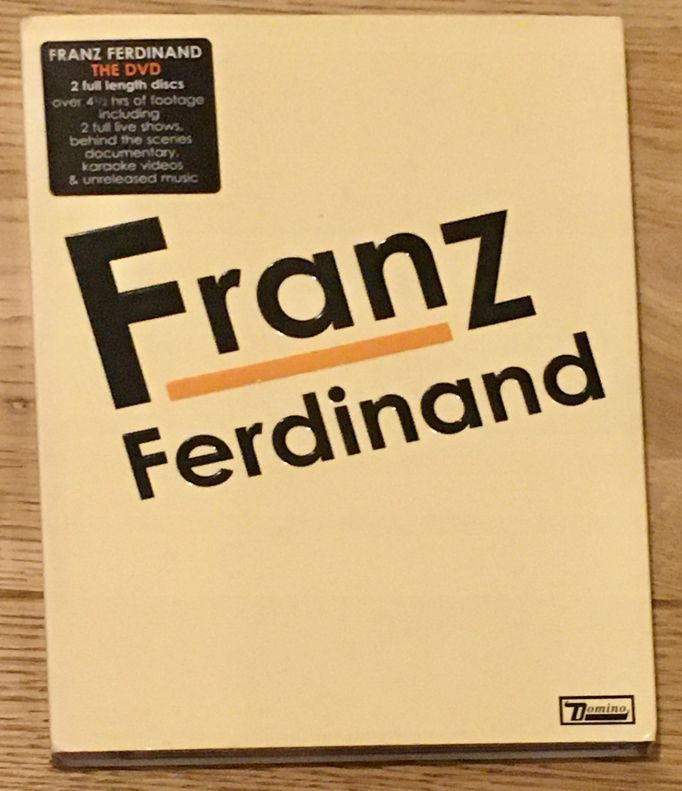 FRANZ FERDINAND
THE DVD
2 full length discs
over 4½ hrs of footage
including
2 full live shows,
behind the scenes
documentary,
karaoke videos
& unreleased music
Franz
Ferdinand
Domino